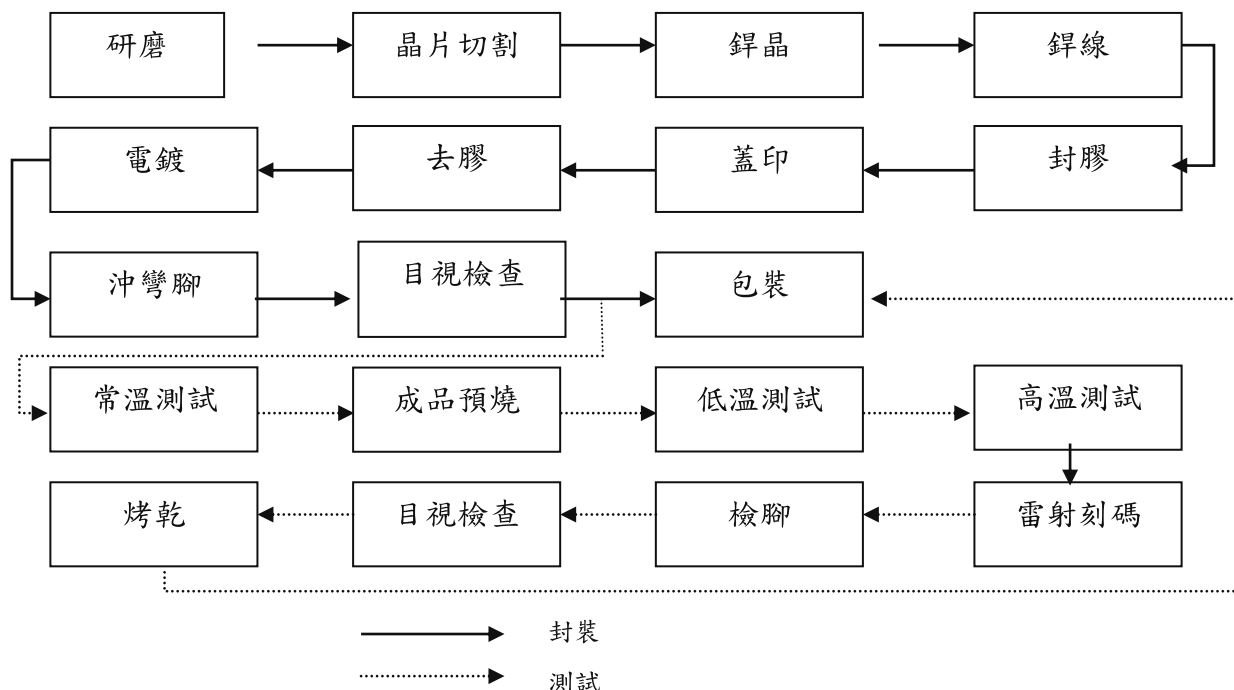 研磨
晶片切割
銲晶
銲線
電鍍
去膠
蓋印
封膠
沖彎腳
目視檢查
包裝
常溫測試
成品預燒
低溫測試
高溫測試
烤乾
目視檢查
檢腳
雷射刻碼
封裝
測試